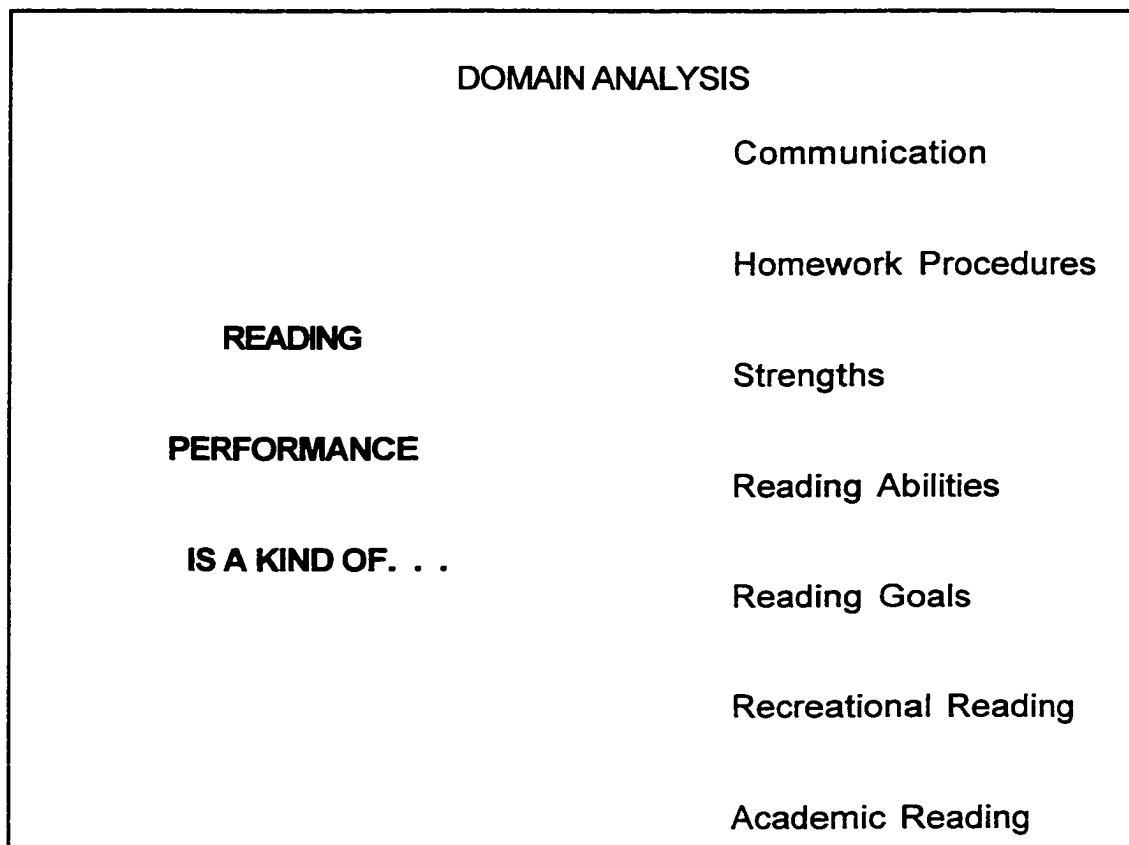 DOMAIN ANALYSIS
Communication
Homework Procedures
READING
Strengths
PERFORMANCE
Reading Abilities
IS A KIND OF. . .
Reading Goals
Recreational Reading
Academic Reading